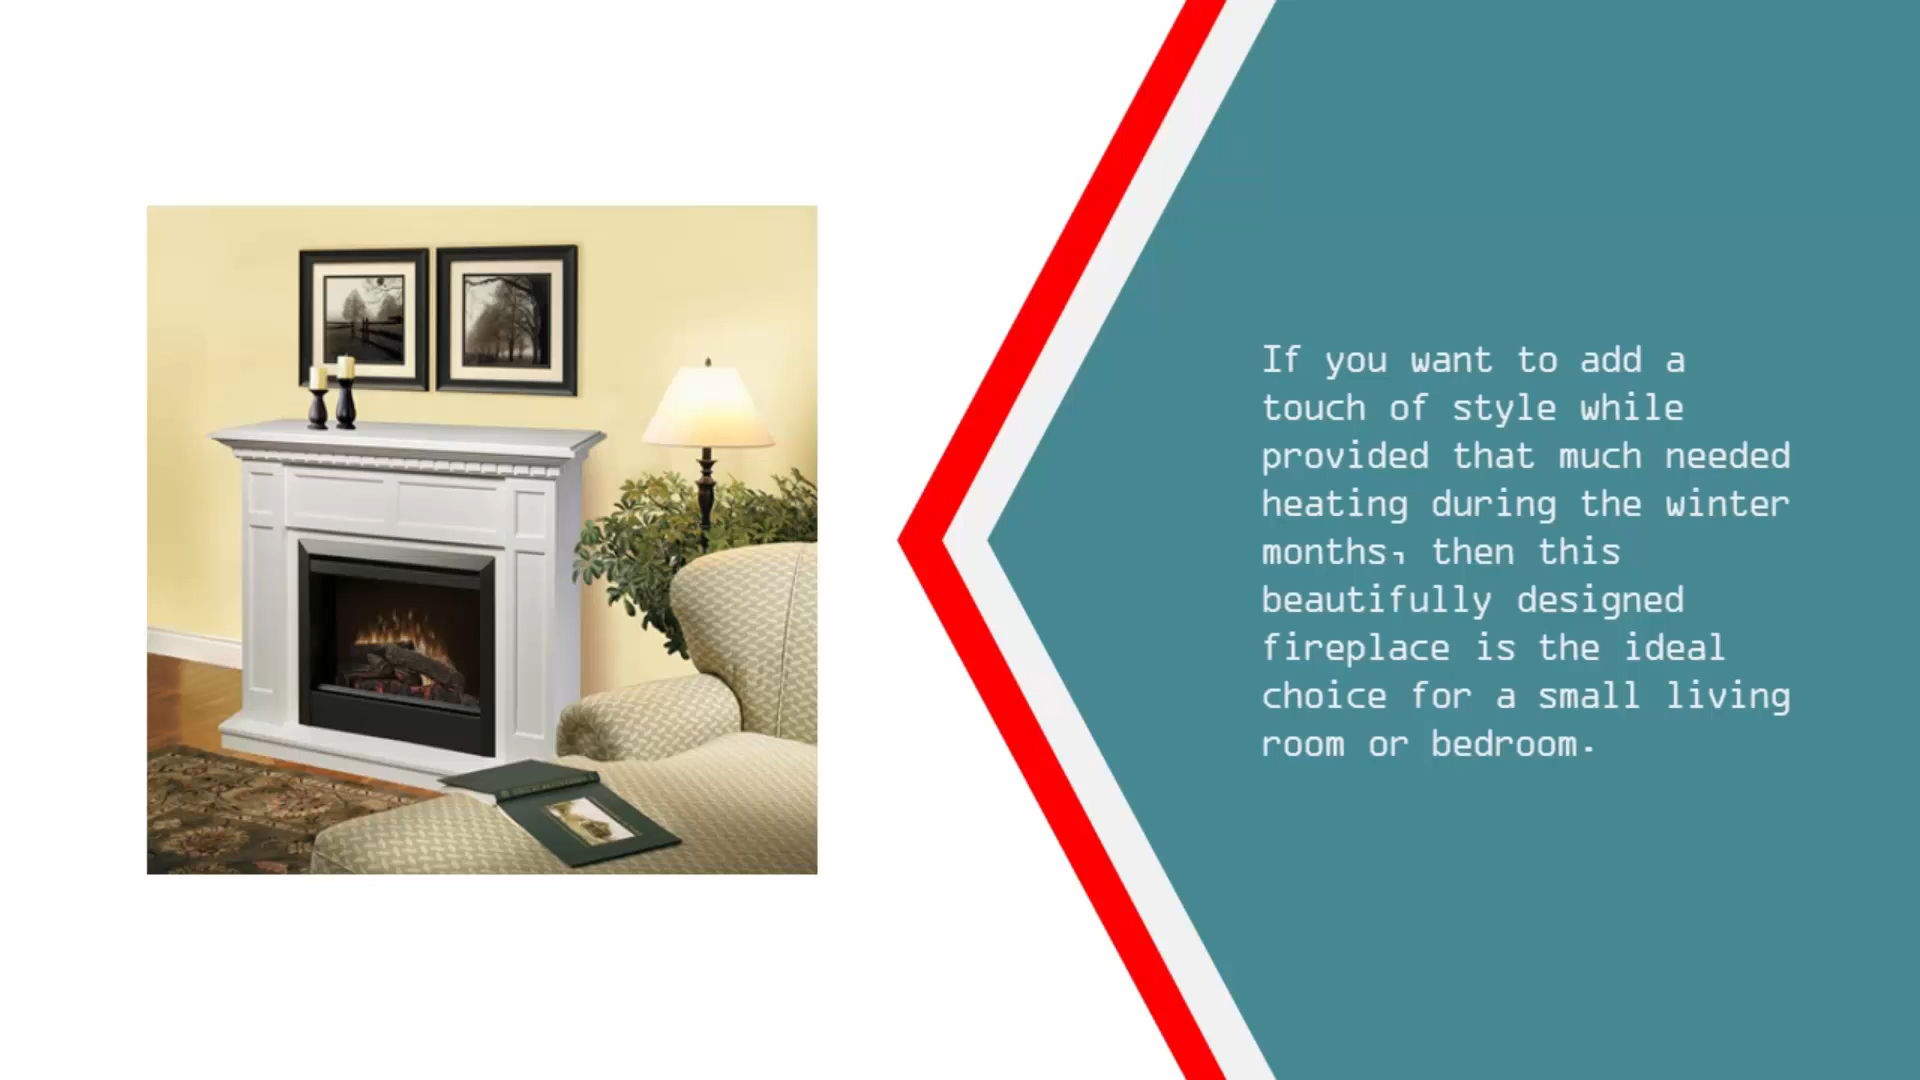 If you want to add a
touch of style while
provided that much needed
heating during the winter
months, then this
beautifully designed
fireplace is the ideal
choice for a small living
room or bedroom.